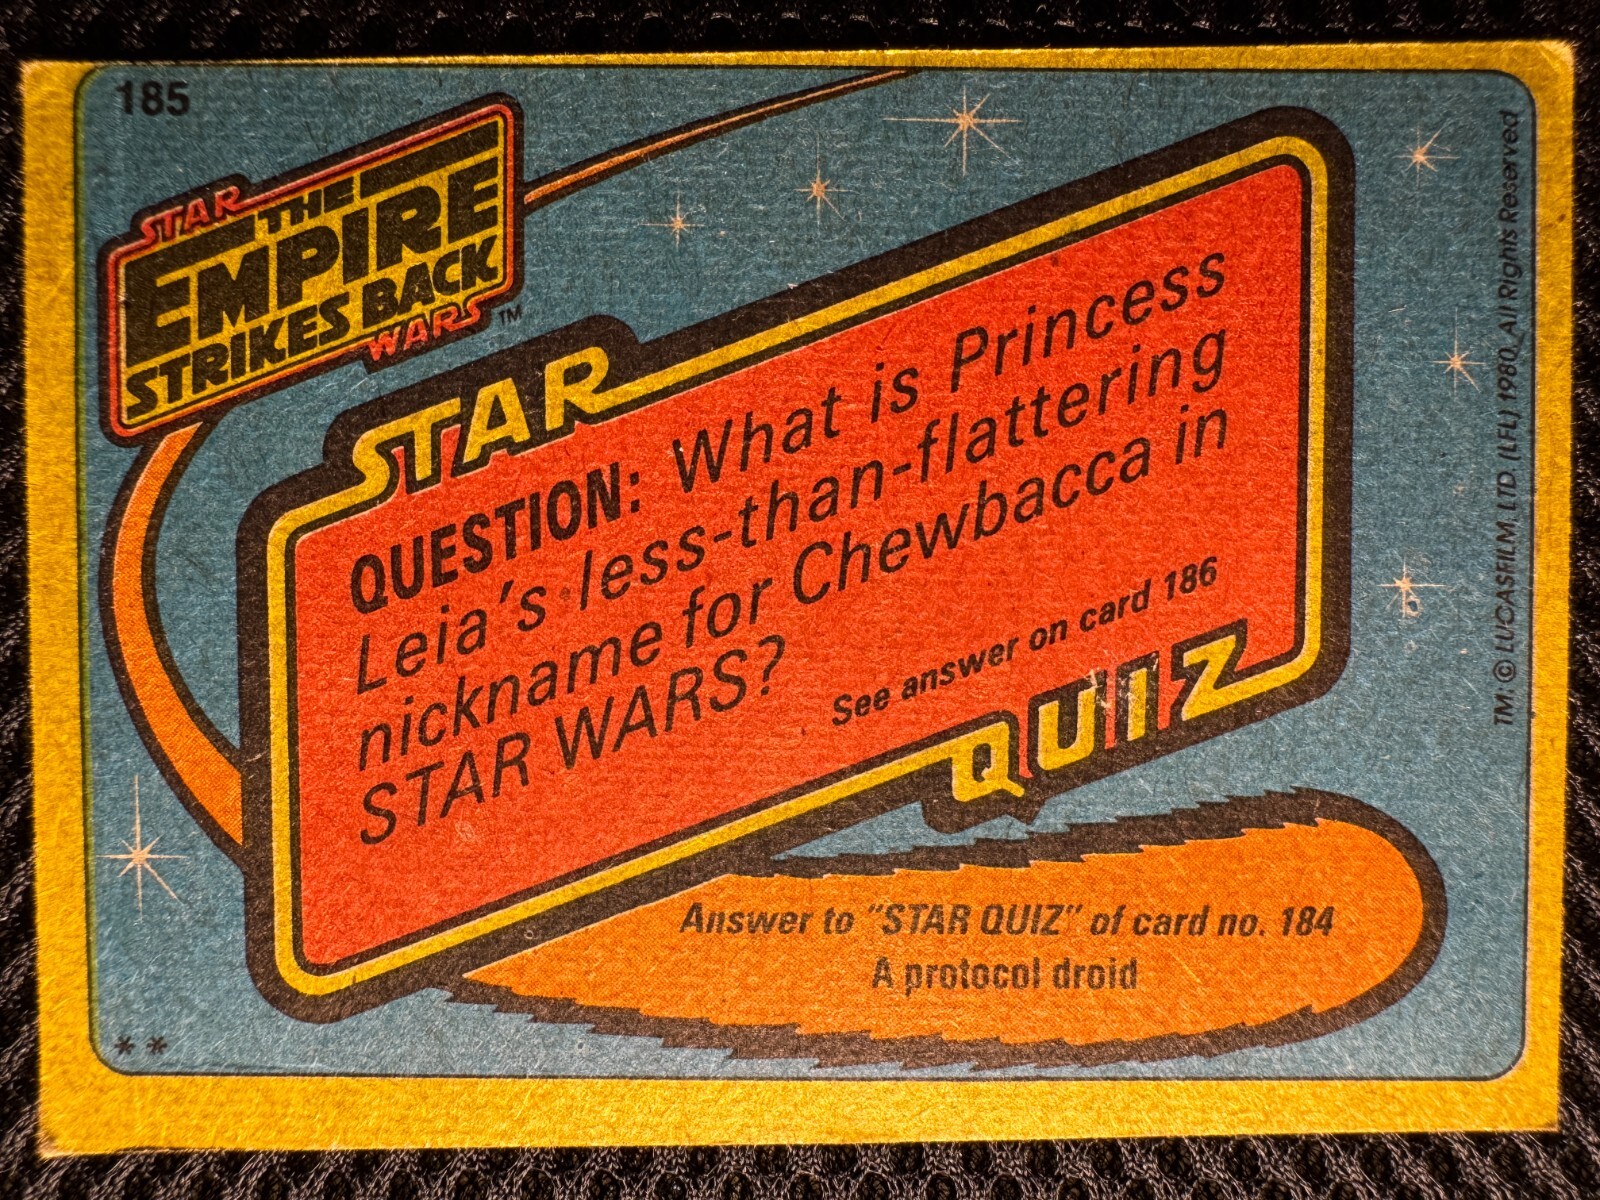 185
STAR
THE
EMPIRE
STRIKES BACK
WARS ™
STAR
QUESTION: What is Princess
Leia's less-than-flattering
nickname for Chewbacca in
STAR WARS?
See answer on card 186
QUIZ
Answer to "STAR QUIZ" of card no. 184
A protocol droid
**
TM: © LUCASFILM, LTD. (LFL) 1980. All Rights Reserved